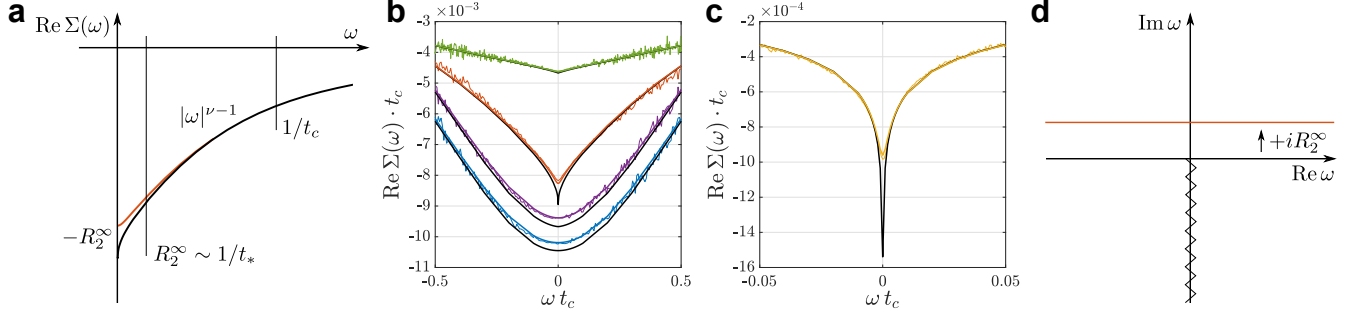 a
Re Σ(ω)
ω
|ω|^{ν−1}
1/t_c
−R_2^∞
R_2^∞ ∼ 1/t_*
b
×10^{-3}
-3
-4
-5
-6
-7
-8
-9
-10
-11
Re Σ(ω) · t_c
-0.5
0
0.5
ω t_c
c
×10^{-4}
-4
-6
-8
-10
-12
-14
-16
Re Σ(ω) · t_c
-0.05
0
0.05
ω t_c
d
Im ω
+iR_2^∞
Re ω